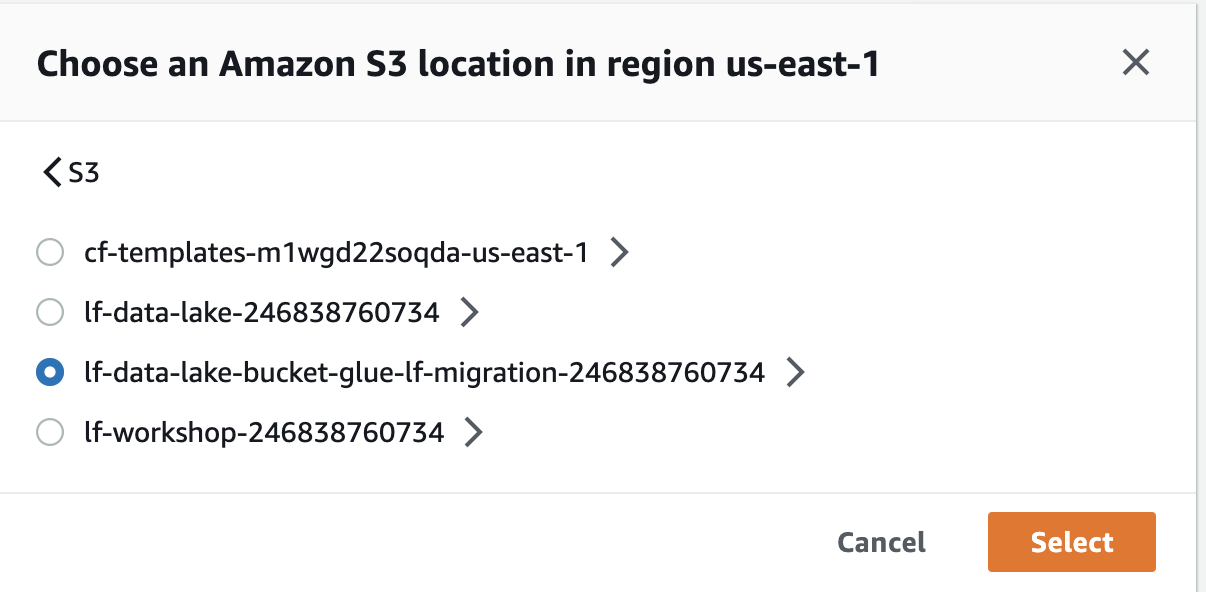 Choose an Amazon S3 location in region us-east-1
S3
cf-templates-m1wgd22soqda-us-east-1
lf-data-lake-246838760734
lf-data-lake-bucket-glue-lf-migration-246838760734
lf-workshop-246838760734
Cancel Select